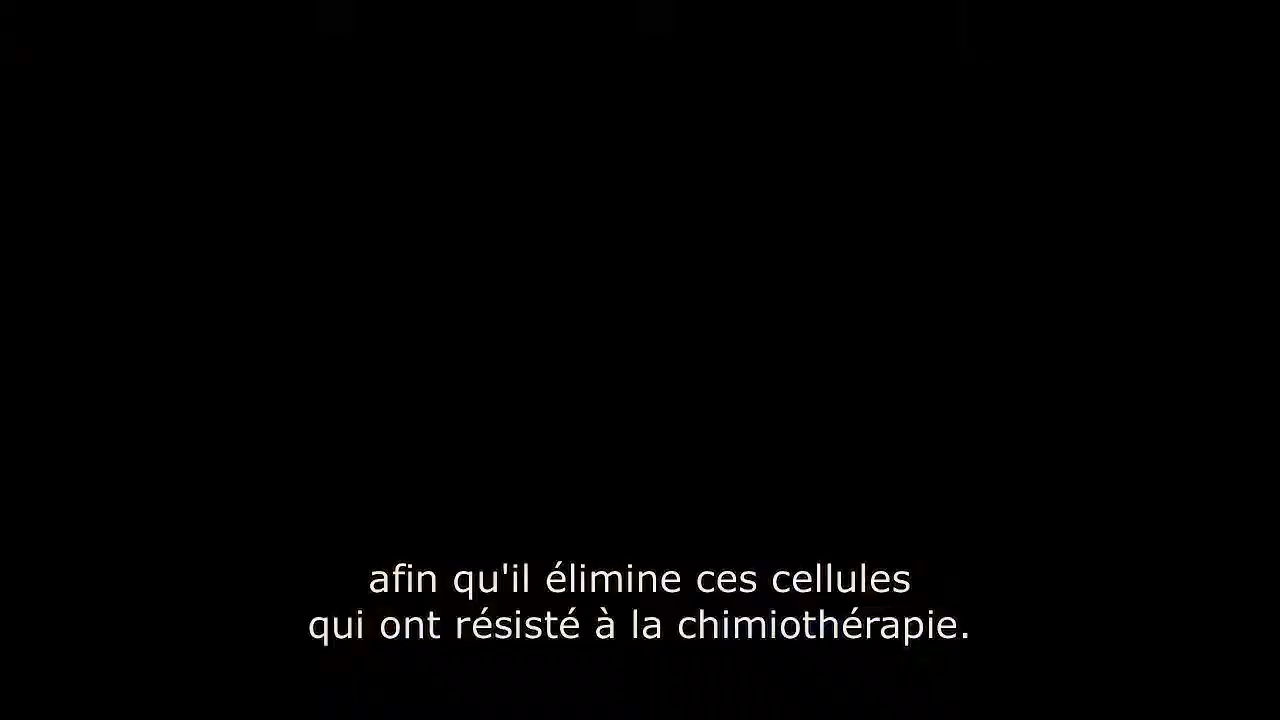 afin qu'il élimine ces cellules
qui ont résisté à la chimiothérapie.